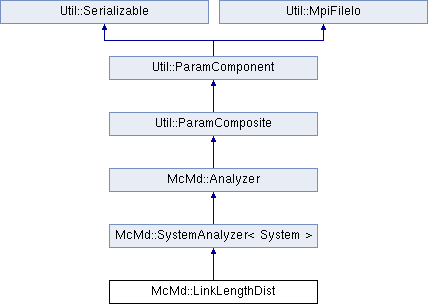 Util::Serializable
Util::MpiFileIo
Util::ParamComponent
Util::ParamComposite
McMd::Analyzer
McMd::SystemAnalyzer< System >
McMd::LinkLengthDist